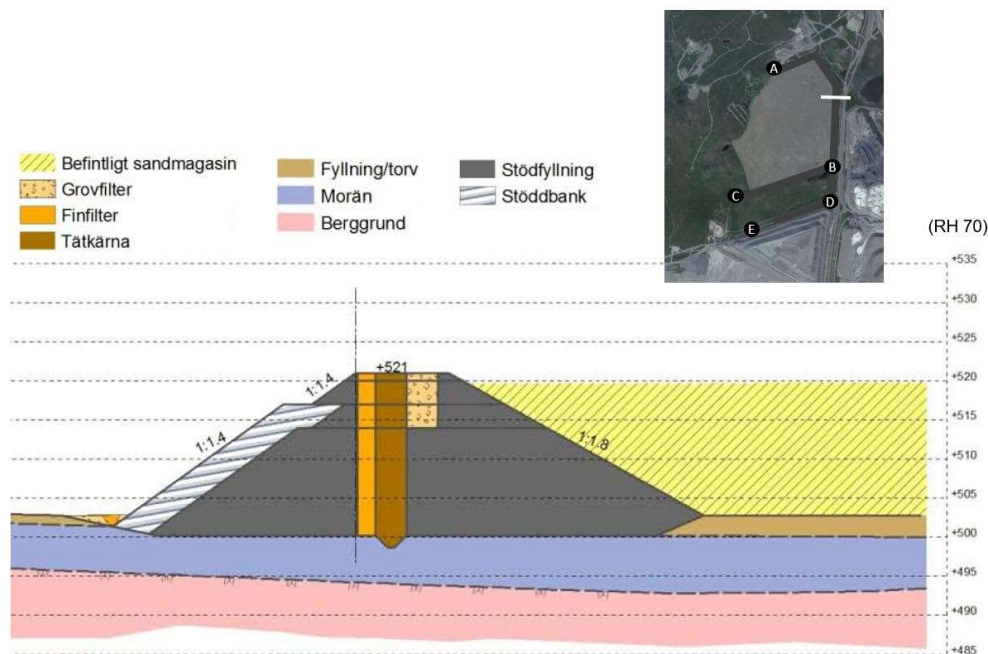 A
B
C
D
E
Befintligt sandmagasin
Grovfilter
Finfilter
Tätkärna
Fyllning/torv
Morän
Berggrund
Stödfyllning
Stöddbank
(RH 70)
+535
+530
+525
+520
+515
+510
+505
+500
+495
+490
+485
+521
1:1.4
1:1.4
1:1.8